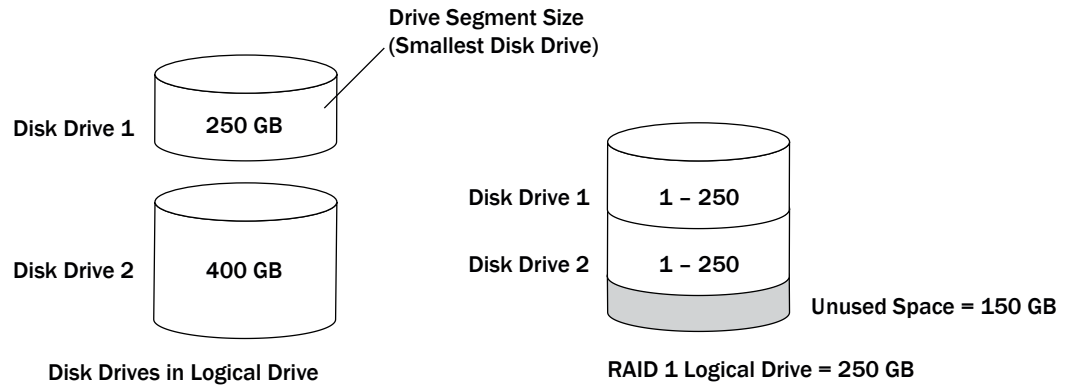 Drive Segment Size
(Smallest Disk Drive)
Disk Drive 1
250 GB
Disk Drive 2
400 GB
Disk Drives in Logical Drive
Disk Drive 1
1 – 250
Disk Drive 2
1 – 250
Unused Space = 150 GB
RAID 1 Logical Drive = 250 GB